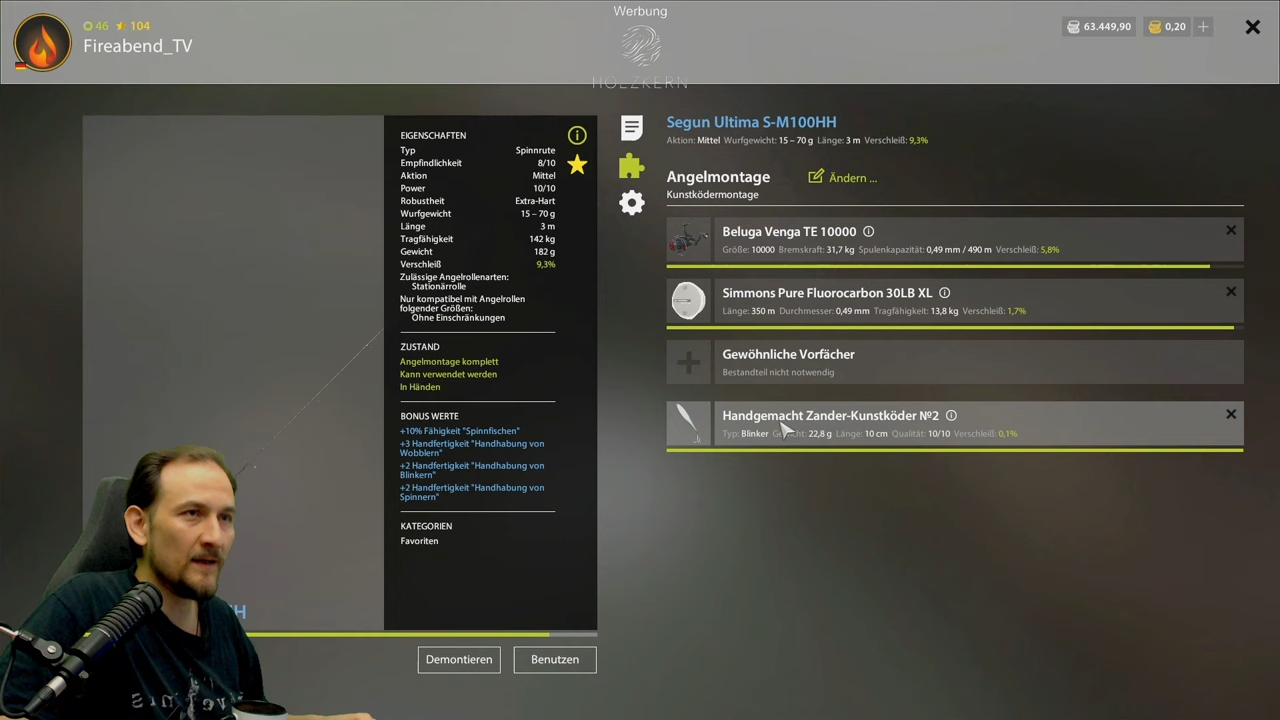 46 104
Fireabend_TV
Werbung
HOLZKERN
63.449,90
0,20
EIGENSCHAFTEN
Typ Spinnrute
Empfindlichkeit 8/10
Aktion Mittel
Power 10/10
Robustheit Extra-Hart
Wurfgewicht 15 – 70 g
Länge 3 m
Tragfähigkeit 142 kg
Gewicht 182 g
Verschleiß 9,3%
Zulässige Angelrollenarten:
Stationärrolle
Nur kompatibel mit Angelrollen
folgender Größen:
Ohne Einschränkungen
ZUSTAND
Angelmontage komplett
Kann verwendet werden
In Händen
BONUS WERTE
+10% Fähigkeit "Spinnfischen"
+3 Handfertigkeit "Handhabung von
Wobblern"
+2 Handfertigkeit "Handhabung von
Blinkern"
+2 Handfertigkeit "Handhabung von
Spinnern"
KATEGORIEN
Favoriten
Demontieren
Benutzen
Segun Ultima S-M100HH
Aktion: Mittel Wurfgewicht: 15 – 70 g Länge: 3 m Verschleiß: 9,3%
Angelmontage
Ändern ...
Kunstködermontage
Beluga Venga TE 10000
Größe: 10000 Bremskraft: 31,7 kg Spulenkapazität: 0,49 mm / 490 m Verschleiß: 5,8%
Simmons Pure Fluorocarbon 30LB XL
Länge: 350 m Durchmesser: 0,49 mm Tragfähigkeit: 13,8 kg Verschleiß: 1,7%
Gewöhnliche Vorfächer
Bestandteil nicht notwendig
Handgemacht Zander-Kunstköder №2
Typ: Blinker Gewicht: 22,8 g Länge: 10 cm Qualität: 10/10 Verschleiß: 0,1%